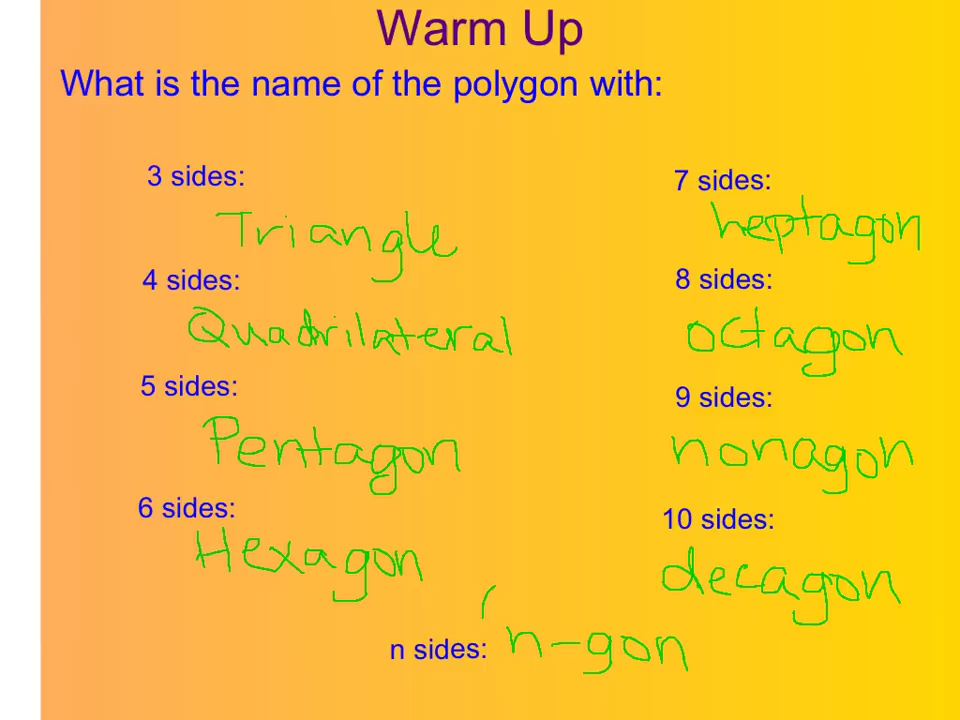 Warm Up
What is the name of the polygon with:
3 sides:
Triangle
4 sides:
Quadrilateral
5 sides:
Pentagon
6 sides:
Hexagon
7 sides:
heptagon
8 sides:
octagon
9 sides:
nonagon
10 sides:
decagon
n sides: n-gon